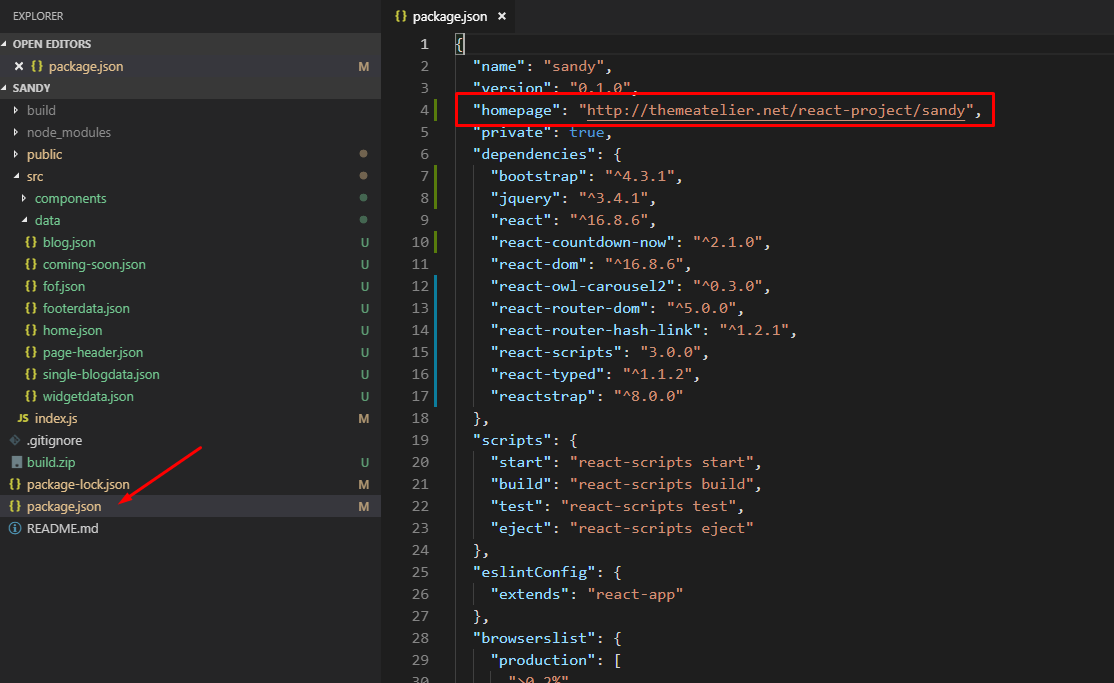 EXPLORER
OPEN EDITORS
{} package.json M
SANDY
build
node_modules
public
src
components
data
{} blog.json U
{} coming-soon.json U
{} fof.json U
{} footerdata.json U
{} home.json U
{} page-header.json U
{} single-blogdata.json U
{} widgetdata.json U
JS index.js M
.gitignore
build.zip U
{} package-lock.json M
{} package.json M
README.md
{} package.json
1 {
2 "name": "sandy",
3 "version": "0.1.0",
4 "homepage": "http://themeatelier.net/react-project/sandy",
5 "private": true,
6 "dependencies": {
7 "bootstrap": "^4.3.1",
8 "jquery": "^3.4.1",
9 "react": "^16.8.6",
10 "react-countdown-now": "^2.1.0",
11 "react-dom": "^16.8.6",
12 "react-owl-carousel2": "^0.3.0",
13 "react-router-dom": "^5.0.0",
14 "react-router-hash-link": "^1.2.1",
15 "react-scripts": "3.0.0",
16 "react-typed": "^1.1.2",
17 "reactstrap": "^8.0.0"
18 },
19 "scripts": {
20 "start": "react-scripts start",
21 "build": "react-scripts build",
22 "test": "react-scripts test",
23 "eject": "react-scripts eject"
24 },
25 "eslintConfig": {
26 "extends": "react-app"
27 },
28 "browserslist": {
29 "production": [
30 ">0.2%"